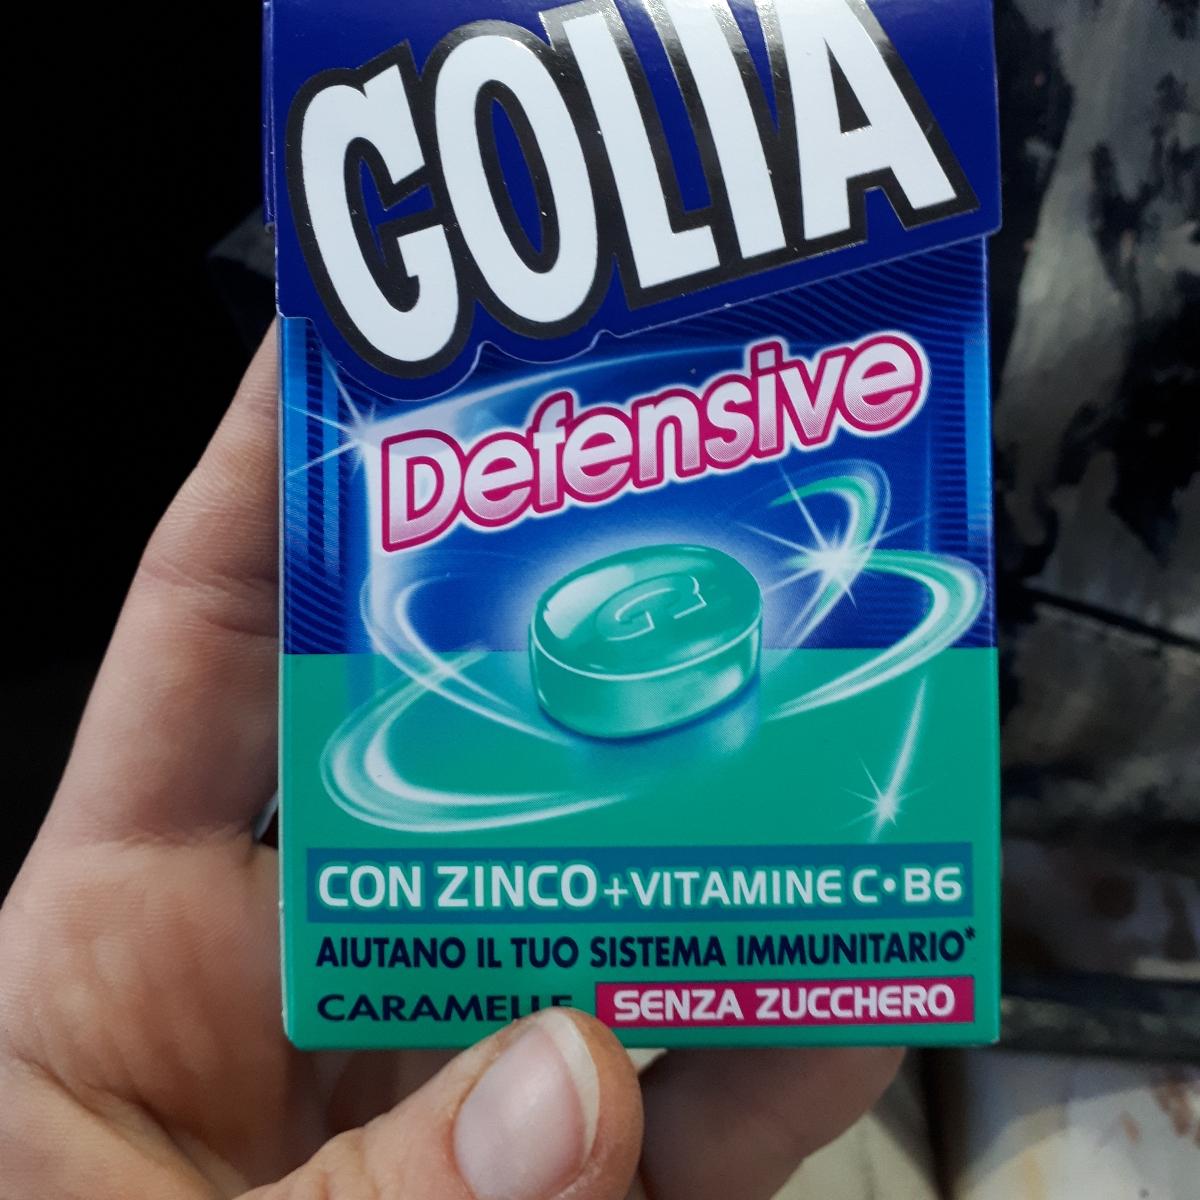 GOLIA
Defensive
G
CON ZINCO+VITAMINE C•B6
AIUTANO IL TUO SISTEMA IMMUNITARIO*
CARAMELLE SENZA ZUCCHERO